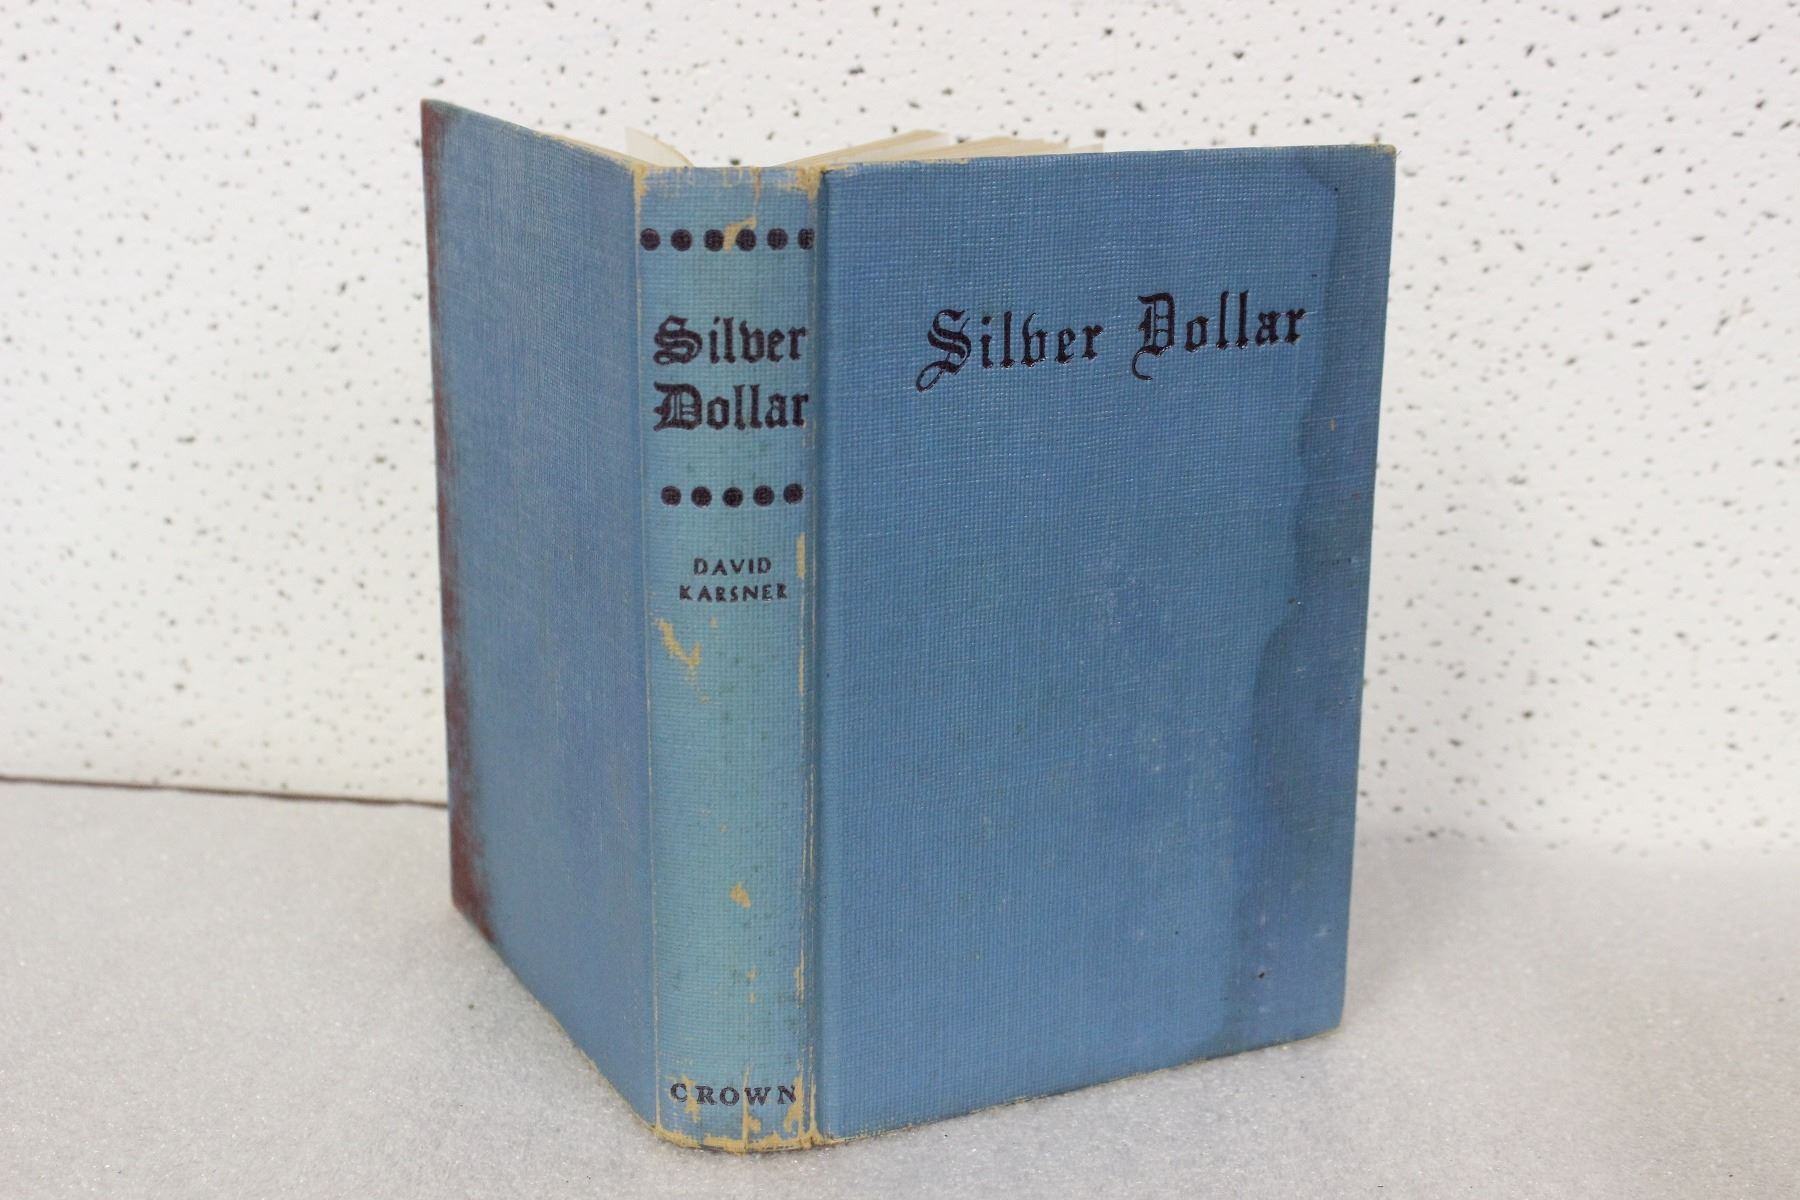 Silver
Dollar
DAVID
KARSNER
CROWN
Silver Dollar